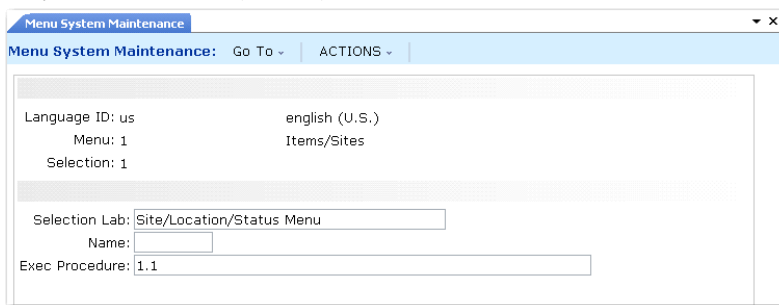 Menu System Maintenance
Menu System Maintenance: Go To ACTIONS
Language ID: us english (U.S.)
Menu: 1 Items/Sites
Selection: 1
Selection Lab: Site/Location/Status Menu
Name:
Exec Procedure: 1.1